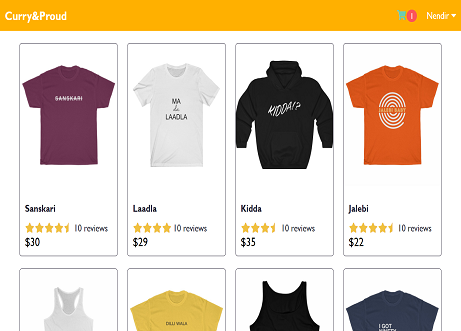 Curry&Proud
1
Nendir
SANSKARI
MA
da
LAADLA
KIDDA!?
JALEBI BABY
Sanskari
Laadla
Kidda
Jalebi
10 reviews
10 reviews
10 reviews
10 reviews
$30
$29
$35
$22
DILLI WALA
I GOT